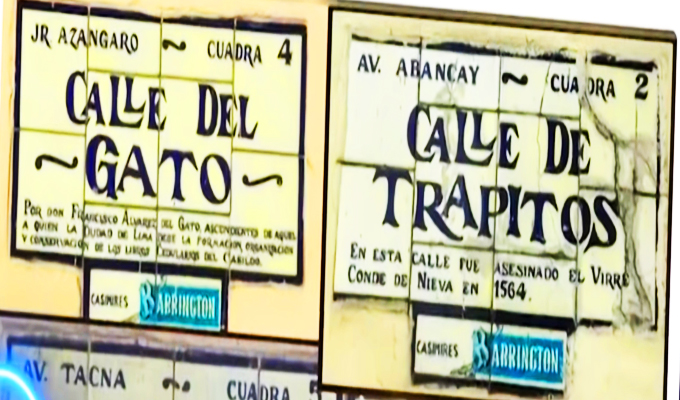 JR AZANGARO ~ CUADRA 4
CALLE DEL
~GATO~
POR DON FRANCISCO ALVAREZ DEL GATO, ASCENDIENTES DE AQUEL
A QUIEN LA CIUDAD DE LIMA DEBE LA FORMACION, ORGANIZACION
Y CONSERVACION DE LOS LIBROS CEDULARIOS DEL CABILDO.
CASIMIRES BARRINGTON
AV. ABANCAY ~ CUADRA 2
CALLE DE
TRAPITOS
EN ESTA CALLE FUE ASESINADO EL VIRREY
CONDE DE NIEVA EN 1564.
CASIMIRES BARRINGTON
AV. TACNA ~ CUADRA